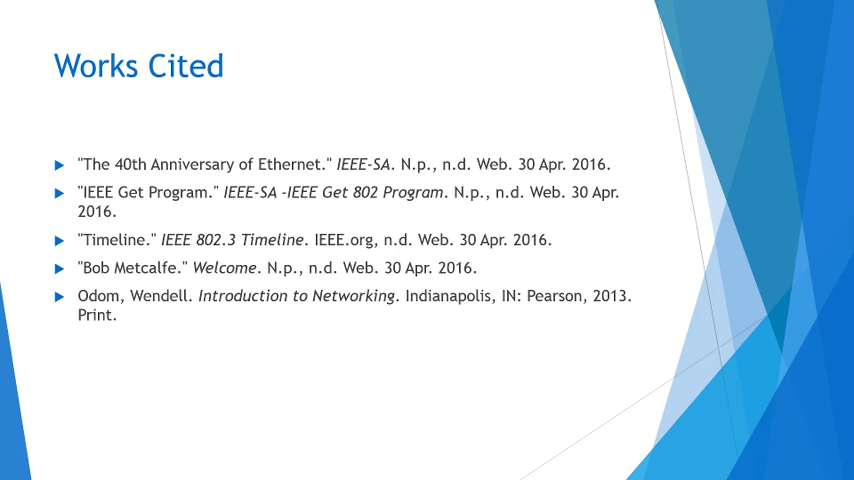 Works Cited
"The 40th Anniversary of Ethernet." IEEE-SA. N.p., n.d. Web. 30 Apr. 2016.
"IEEE Get Program." IEEE-SA -IEEE Get 802 Program. N.p., n.d. Web. 30 Apr.
2016.
"Timeline." IEEE 802.3 Timeline. IEEE.org, n.d. Web. 30 Apr. 2016.
"Bob Metcalfe." Welcome. N.p., n.d. Web. 30 Apr. 2016.
Odom, Wendell. Introduction to Networking. Indianapolis, IN: Pearson, 2013.
Print.